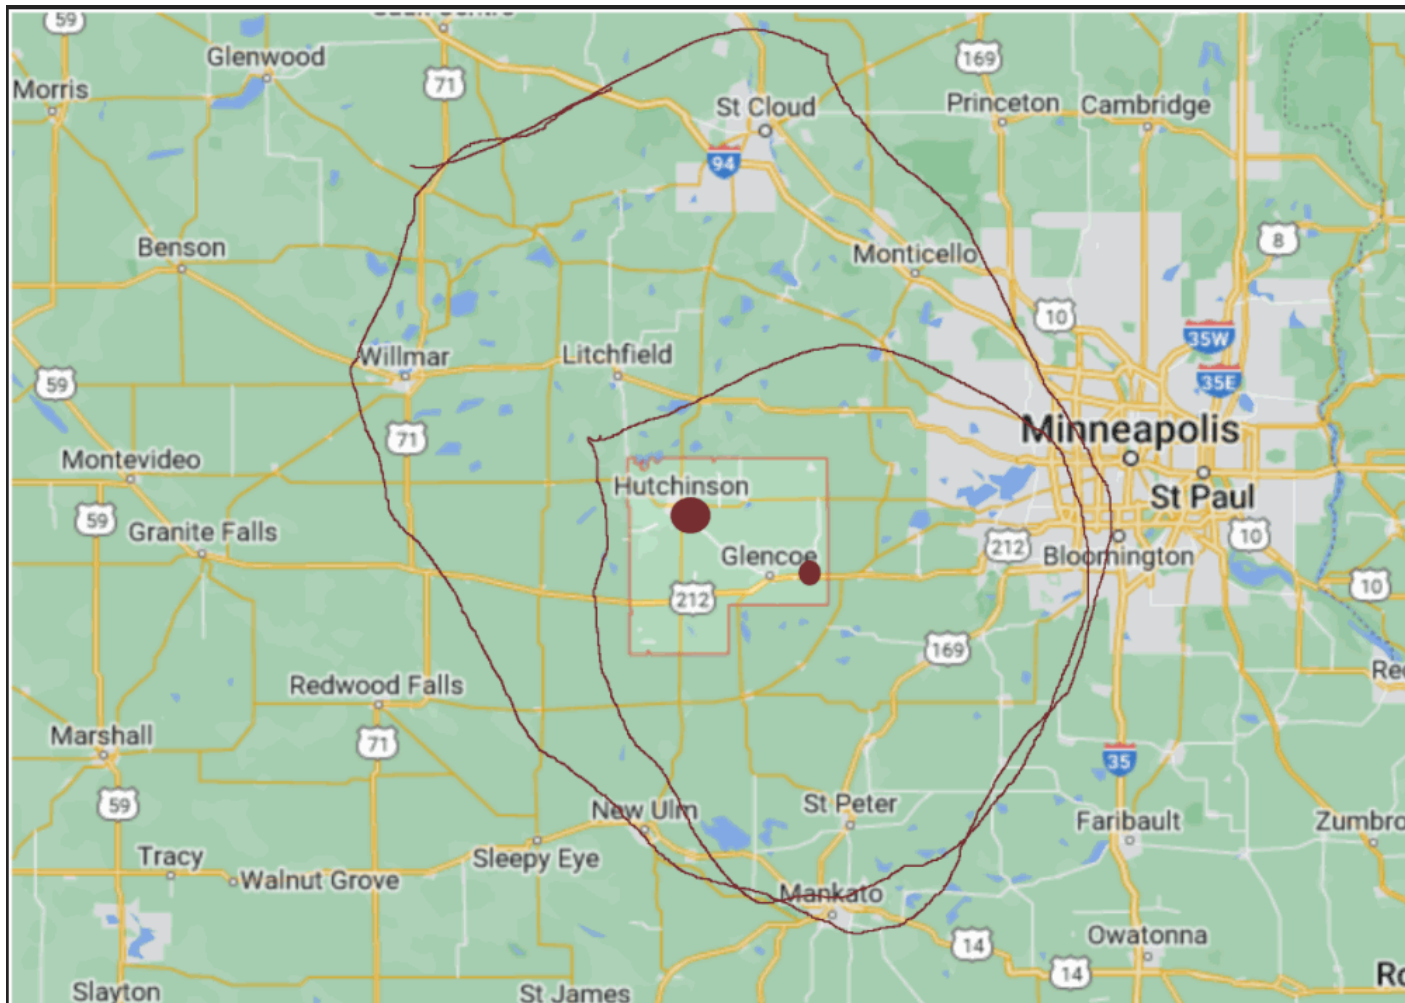 59
Glenwood
Morris
71
169
St Cloud
Princeton
Cambridge
94
Benson
8
Monticello
10
35W
Willmar
Litchfield
59
35E
71
Minneapolis
Montevideo
Hutchinson
St Paul
59
Granite Falls
212
10
Glencoe
Bloomington
10
212
169
Redwood Falls
Marshall
71
35
59
New Ulm
St Peter
Faribault
Tracy
Sleepy Eye
Walnut Grove
Mankato
14
Owatonna
14
Slayton
St James